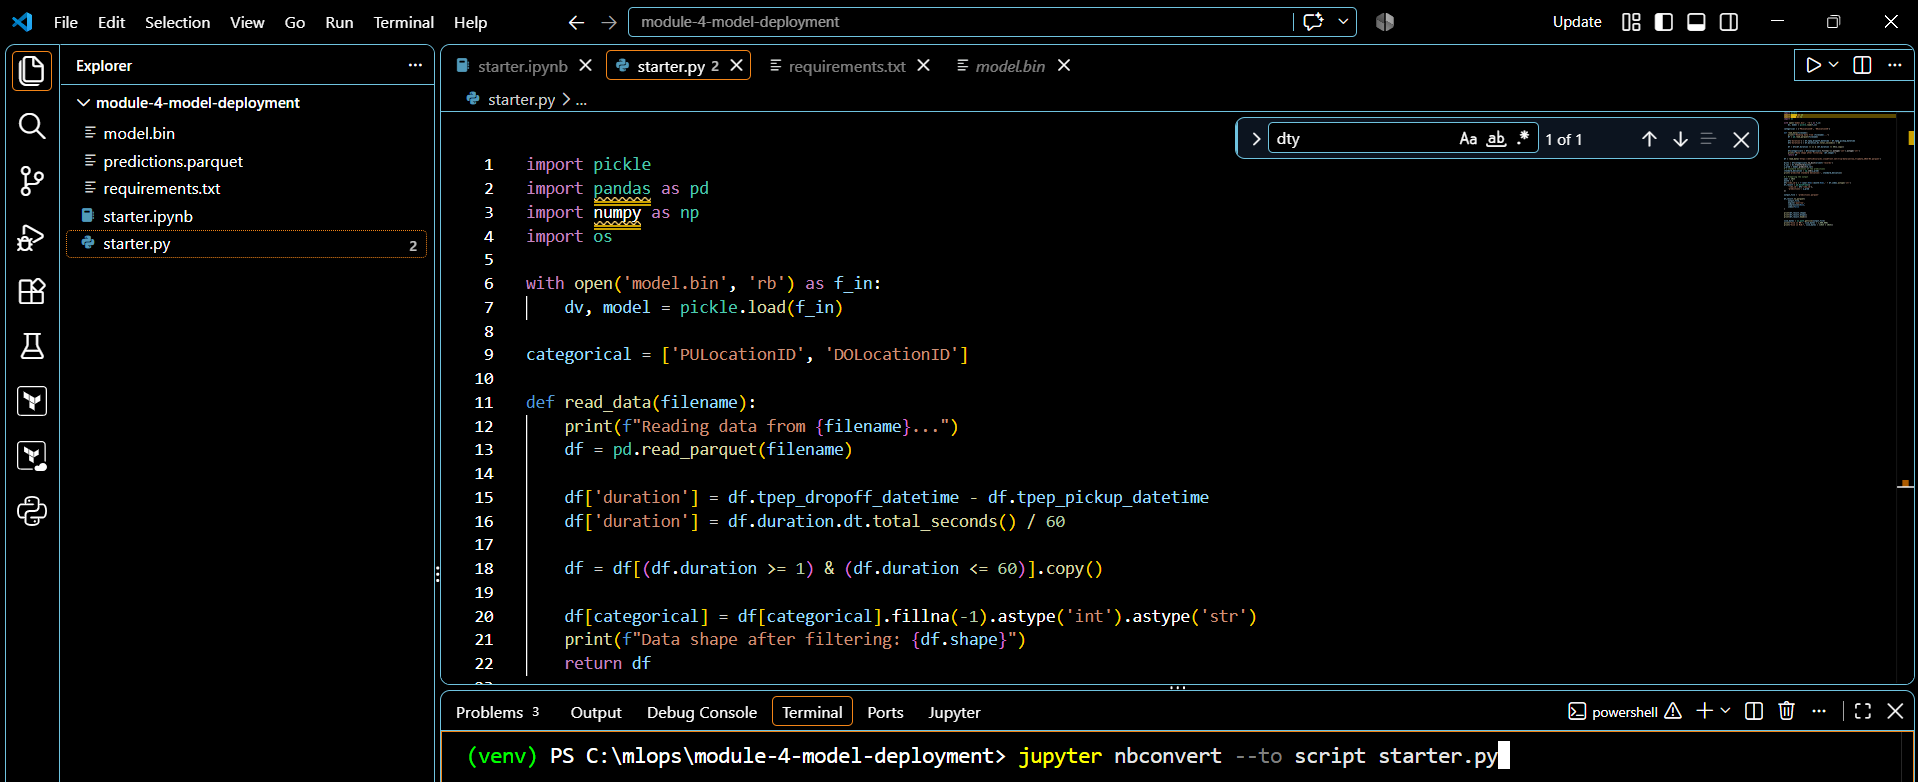 File Edit Selection View Go Run Terminal Help
module-4-model-deployment
Update
Explorer
module-4-model-deployment
model.bin
predictions.parquet
requirements.txt
starter.ipynb
starter.py 2
starter.ipynb starter.py 2 requirements.txt model.bin
starter.py > ...
dty Aa ab .* 1 of 1
1 import pickle
2 import pandas as pd
3 import numpy as np
4 import os
5
6 with open('model.bin', 'rb') as f_in:
7 dv, model = pickle.load(f_in)
8
9 categorical = ['PULocationID', 'DOLocationID']
10
11 def read_data(filename):
12 print(f"Reading data from {filename}...")
13 df = pd.read_parquet(filename)
14
15 df['duration'] = df.tpep_dropoff_datetime - df.tpep_pickup_datetime
16 df['duration'] = df.duration.dt.total_seconds() / 60
17
18 df = df[(df.duration >= 1) & (df.duration <= 60)].copy()
19
20 df[categorical] = df[categorical].fillna(-1).astype('int').astype('str')
21 print(f"Data shape after filtering: {df.shape}")
22 return df
Problems 3 Output Debug Console Terminal Ports Jupyter
powershell
(venv) PS C:\mlops\module-4-model-deployment> jupyter nbconvert --to script starter.py